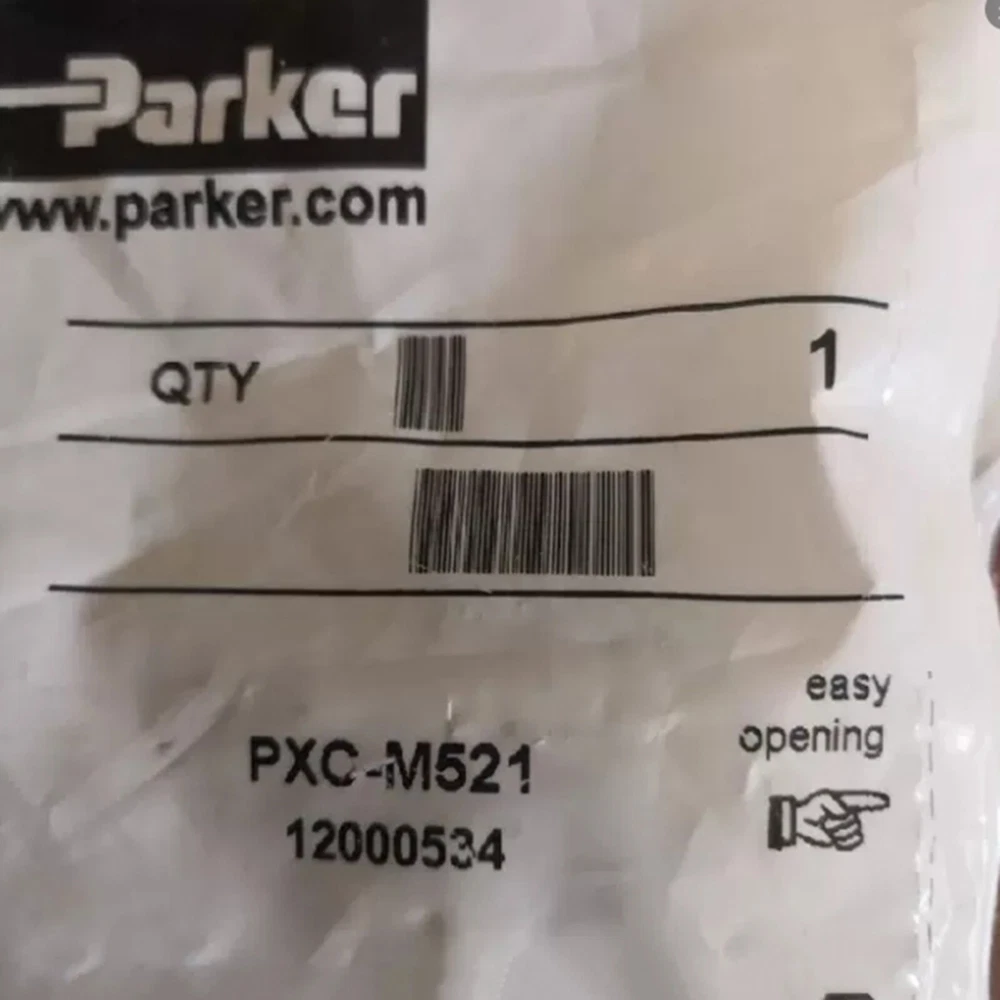 Parker
www.parker.com
QTY 1
easy
opening
PXC-M521
12000534